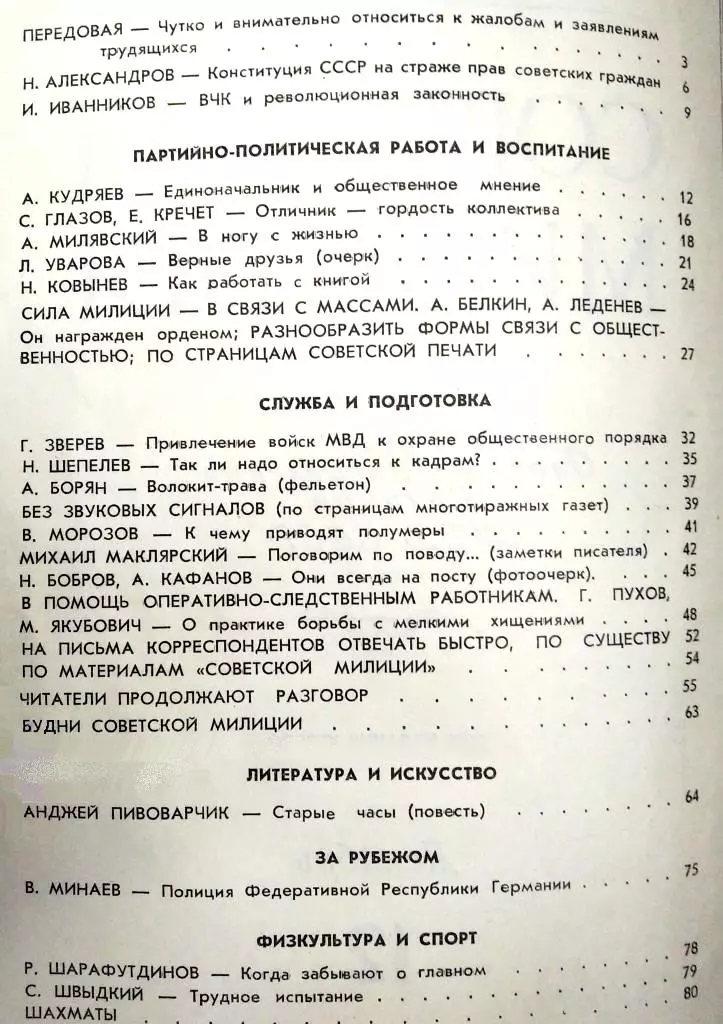 ПЕРЕДОВАЯ — Чутко и внимательно относиться к жалобам и заявлениям
трудящихся . . . . . . . . . . . . . 3
Н. АЛЕКСАНДРОВ — Конституция СССР на страже прав советских граждан 6
И. ИВАННИКОВ — ВЧК и революционная законность . . . . . . 9
ПАРТИЙНО-ПОЛИТИЧЕСКАЯ РАБОТА И ВОСПИТАНИЕ
А. КУДРЯЕВ — Единоначальник и общественное мнение . . . . . 12
С. ГЛАЗОВ, Е. КРЕЧЕТ — Отличник — гордость коллектива . . . . . 16
А. МИЛЯВСКИЙ — В ногу с жизнью . . . . . . . . . . 18
Л. УВАРОВА — Верные друзья (очерк) . . . . . . . . . . 21
Н. КОВЫНЕВ — Как работать с книгой . . . . . . . . . . 24
СИЛА МИЛИЦИИ — В СВЯЗИ С МАССАМИ. А. БЕЛКИН, А. ЛЕДЕНЕВ —
Он награжден орденом; РАЗНООБРАЗИТЬ ФОРМЫ СВЯЗИ С ОБЩЕСТ-
ВЕННОСТЬЮ; ПО СТРАНИЦАМ СОВЕТСКОЙ ПЕЧАТИ . . . . . . . 27
СЛУЖБА И ПОДГОТОВКА
Г. ЗВЕРЕВ — Привлечение войск МВД к охране общественного порядка 32
Н. ШЕПЕЛЕВ — Так ли надо относиться к кадрам? . . . . . . . 35
А. БОРЯН — Волокит-трава (фельетон) . . . . . . . . . . 37
БЕЗ ЗВУКОВЫХ СИГНАЛОВ (по страницам многотиражных газет) . . . 39
В. МОРОЗОВ — К чему приводят полумеры . . . . . . . . 41
МИХАИЛ МАКЛЯРСКИЙ — Поговорим по поводу... (заметки писателя) . 42
Н. БОБРОВ, А. КАФАНОВ — Они всегда на посту (фотоочерк). . . . 45
В ПОМОЩЬ ОПЕРАТИВНО-СЛЕДСТВЕННЫМ РАБОТНИКАМ. Г. ПУХОВ,
М. ЯКУБОВИЧ — О практике борьбы с мелкими хищениями . . . . 48
НА ПИСЬМА КОРРЕСПОНДЕНТОВ ОТВЕЧАТЬ БЫСТРО, ПО СУЩЕСТВУ 52
ПО МАТЕРИАЛАМ «СОВЕТСКОЙ МИЛИЦИИ» . . . . . . . . 54
ЧИТАТЕЛИ ПРОДОЛЖАЮТ РАЗГОВОР . . . . . . . . . 55
БУДНИ СОВЕТСКОЙ МИЛИЦИИ . . . . . . . . . . . 63
ЛИТЕРАТУРА И ИСКУССТВО
АНДЖЕЙ ПИВОВАРЧИК — Старые часы (повесть) . . . . . . . 64
ЗА РУБЕЖОМ
В. МИНАЕВ — Полиция Федеративной Республики Германии . . . . . 75
ФИЗКУЛЬТУРА И СПОРТ
Р. ШАРАФУТДИНОВ — Когда забывают о главном . . . . . . . 78
С. ШВЫДКИЙ — Трудное испытание . . . . . . . . . . . 79
ШАХМАТЫ . . . . . . . . . . . . . . . 80